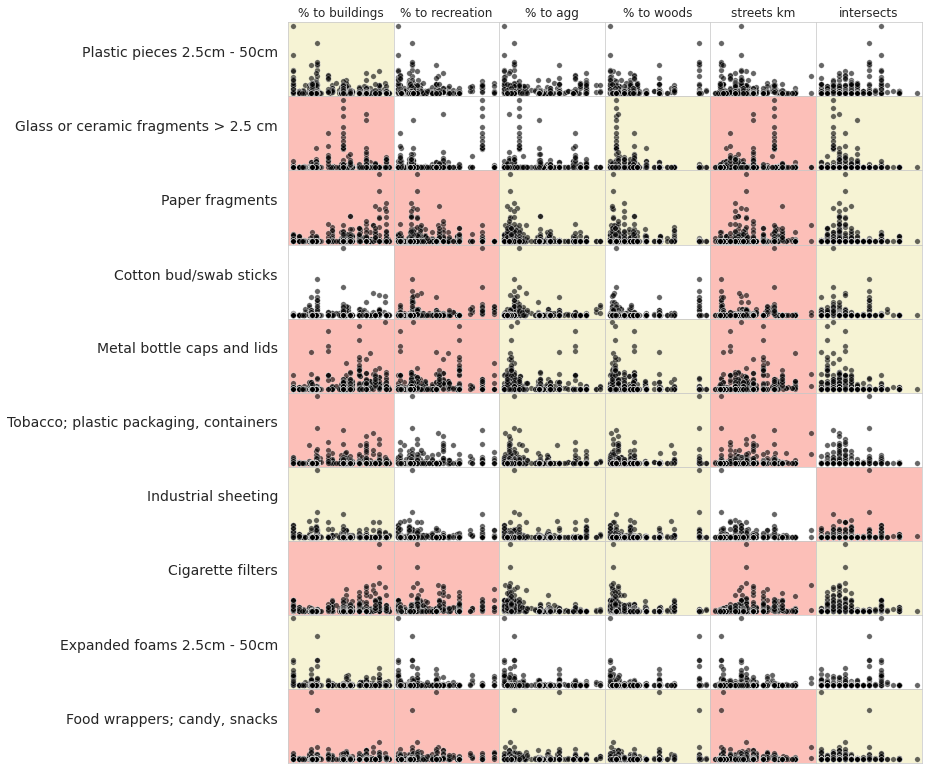 % to buildings % to recreation % to agg % to woods streets km intersects
Plastic pieces 2.5cm - 50cm
Glass or ceramic fragments > 2.5 cm
Paper fragments
Cotton bud/swab sticks
Metal bottle caps and lids
Tobacco; plastic packaging, containers
Industrial sheeting
Cigarette filters
Expanded foams 2.5cm - 50cm
Food wrappers; candy, snacks